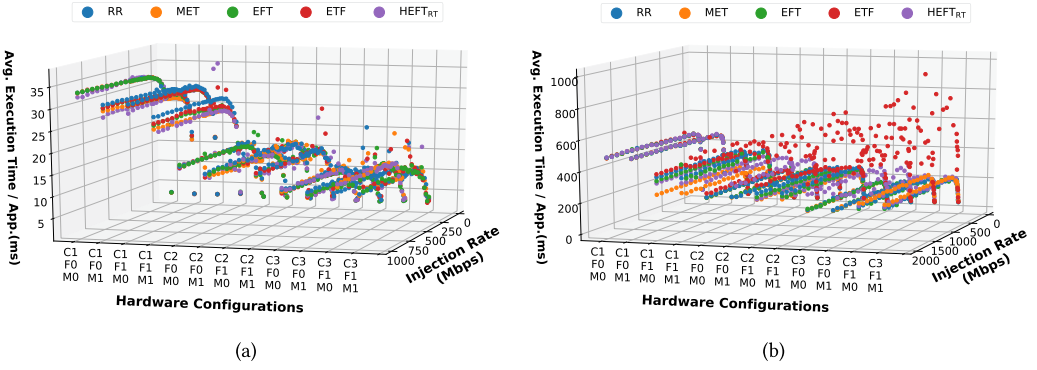 RR MET EFT ETF HEFT_RT
Avg. Execution Time / App.(ms)
35
30
25
20
15
10
5
C1 C1 C1 C1 C2 C2 C2 C2 C3 C3 C3 C3
F0 F0 F1 F1 F0 F0 F1 F1 F0 F0 F1 F1
M0 M1 M0 M1 M0 M1 M0 M1 M0 M1 M0 M1
Hardware Configurations
1000 750 500 250 0
Injection Rate
(Mbps)
(a)
RR MET EFT ETF HEFT_RT
Avg. Execution Time / App.(ms)
1000
800
600
400
200
0
C1 C1 C1 C1 C2 C2 C2 C2 C3 C3 C3 C3
F0 F0 F1 F1 F0 F0 F1 F1 F0 F0 F1 F1
M0 M1 M0 M1 M0 M1 M0 M1 M0 M1 M0 M1
Hardware Configurations
2000 1500 1000 500 0
Injection Rate
(Mbps)
(b)